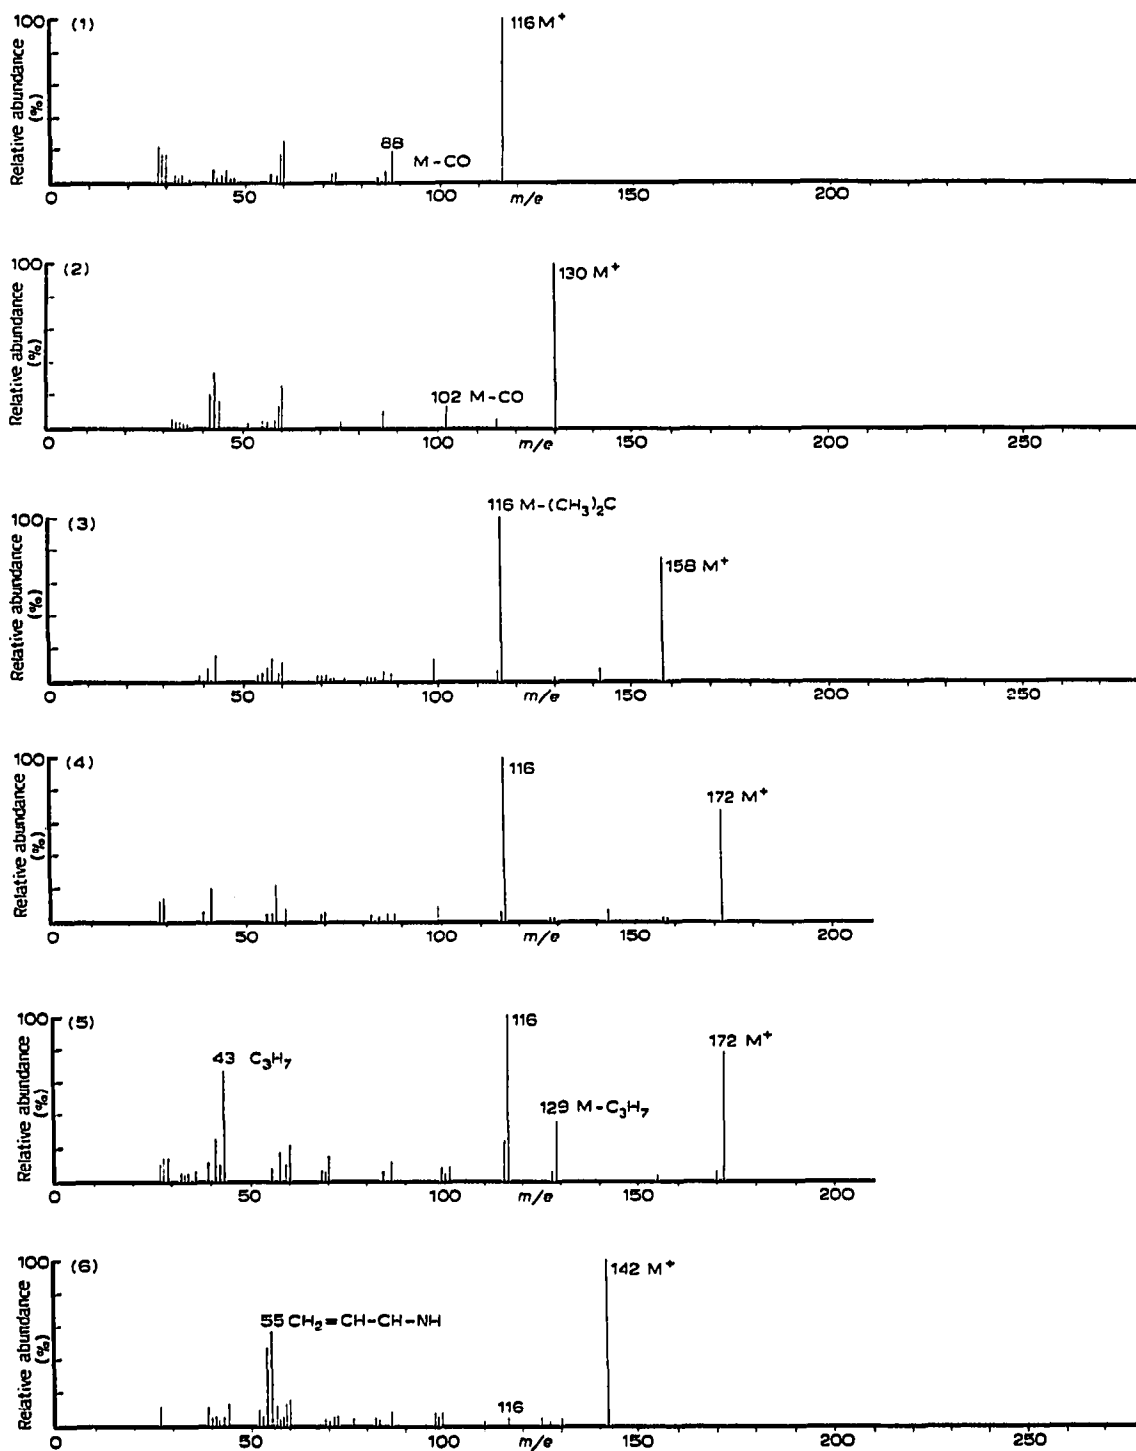 Relative abundance (%)
100 (1)
116 M⁺
88
M-CO
0 50 100 m/e 150 200
Relative abundance (%)
100 (2)
130 M⁺
102 M-CO
0 50 100 m/e 150 200 250
Relative abundance (%)
100 (3)
116 M-(CH₃)₂C
158 M⁺
0 50 100 m/e 150 200 250
Relative abundance (%)
100 (4)
116
172 M⁺
0 50 100 m/e 150 200
Relative abundance (%)
100 (5)
116
43 C₃H₇
172 M⁺
129 M-C₃H₇
0 50 100 m/e 150 200
Relative abundance (%)
100 (6)
142 M⁺
55 CH₂=CH-CH-NH
116
0 50 100 m/e 150 200 250